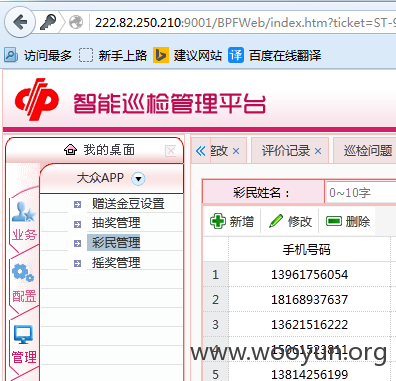 222.82.250.210:9001/BPFWeb/index.htm?ticket=ST-9
访问最多 新手上路 建议网站 百度在线翻译
智能巡检管理平台
我的桌面 修改 × 评价记录 × 巡检问题
大众APP
彩民姓名： 0~10字
赠送金豆设置
新增 修改 删除
抽奖管理
业务
彩民管理
手机号码
摇奖管理
1 13961756054
配置
2 18168937637
3 13621516222
管理
4 15061523811
www.wooyun.org
5 13814256199